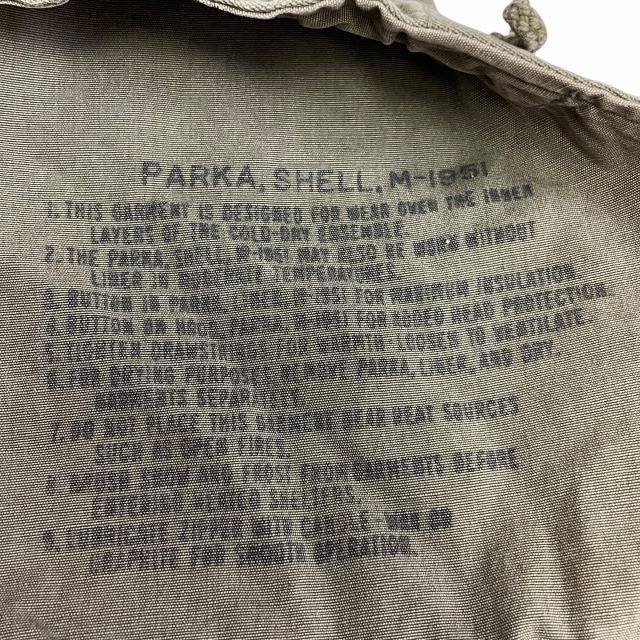 PARKA, SHELL, M-1951
1. THIS GARMENT IS DESIGNED FOR WEAR OVER THE INNER
LAYERS OF THE COLD-DRY ENSEMBLE.
2. THE PARKA, SHELL, M-1951 MAY ALSO BE WORN WITHOUT
LINER IN MODERATE TEMPERATURES.
3. BUTTON IN PARKA, LINER, M-1951 FOR MAXIMUM INSULATION.
4. BUTTON ON HOOD, PARKA, M-1951 FOR ADDED HEAD PROTECTION.
5. TIGHTEN DRAWSTRINGS FOR WARMTH-LOOSEN TO VENTILATE.
6. FOR DRYING PURPOSES, REMOVE PARKA, LINER, AND DRY.
GARMENTS SEPARATELY.
7. DO NOT PLACE THIS GARMENT NEAR HEAT SOURCES
SUCH AS OPEN FIRES.
8. BRUSH SNOW AND FROST FROM GARMENTS BEFORE
ENTERING HEATED SHELTERS.
9. LUBRICATE ZIPPER WITH CANDLE-WAX OR
GRAPHITE FOR SMOOTH OPERATION.